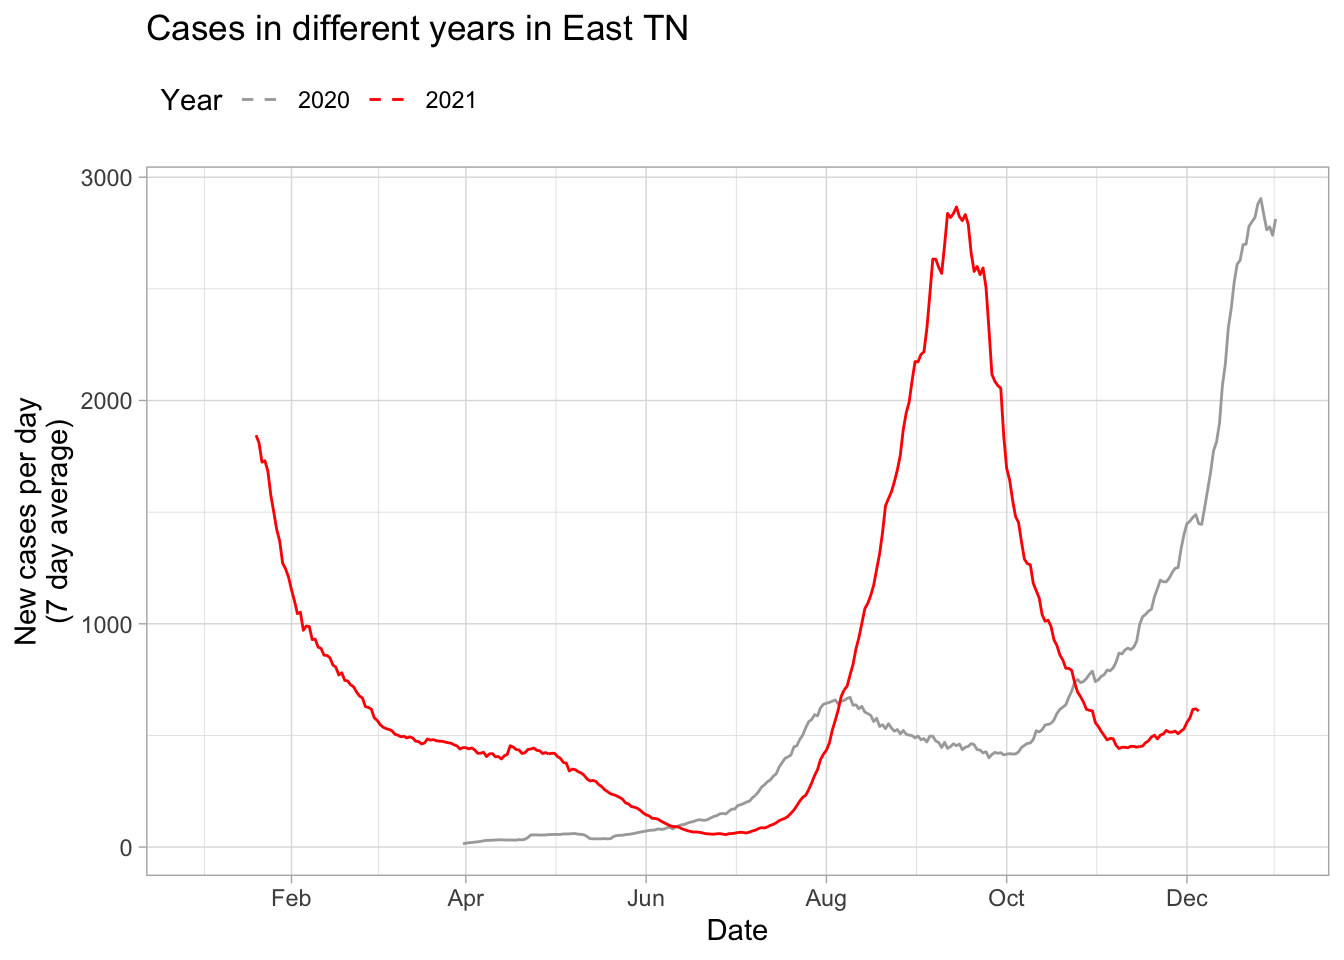 Cases in different years in East TN
Year 2020 2021
3000
2000
1000
0
New cases per day
(7 day average)
Feb Apr Jun Aug Oct Dec
Date